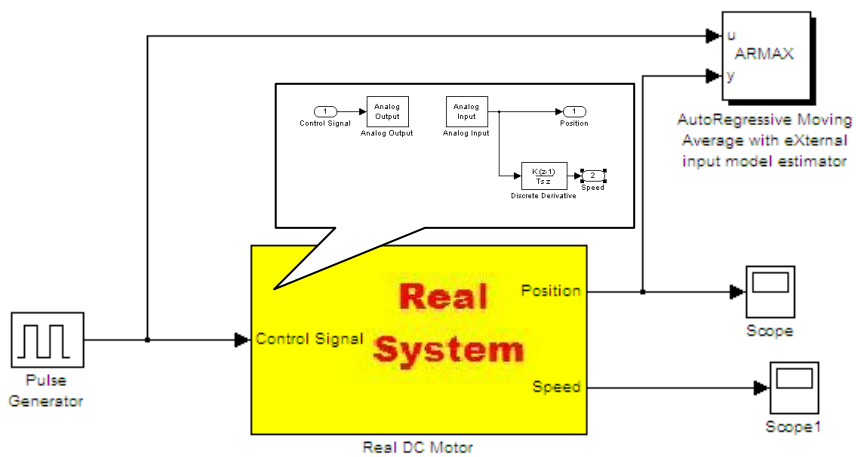 u
ARMAX
y
AutoRegressive Moving
Average with eXternal
input model estimator
1
Control Signal
Analog
Output
Analog Output
Analog
Input
Analog Input
1
Position
K (z-1)
Ts z
Discrete Derivative
2
Speed
Control Signal
Real
System
Position
Speed
Real DC Motor
Pulse
Generator
Scope
Scope1